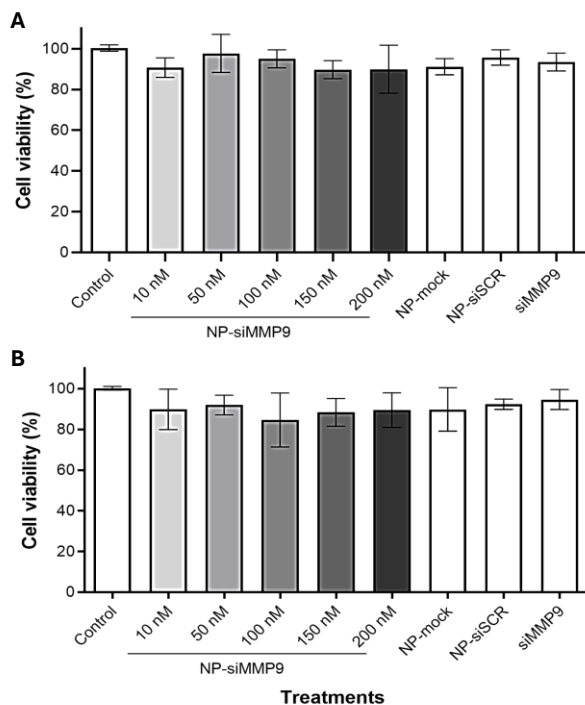 A
Cell viability (%)
100
80
60
40
20
0
Control
10 nM
50 nM
100 nM
150 nM
200 nM
NP-mock
NP-siSCR
siMMP9
NP-siMMP9
B
Cell viability (%)
100
80
60
40
20
0
Control
10 nM
50 nM
100 nM
150 nM
200 nM
NP-mock
NP-siSCR
siMMP9
NP-siMMP9
Treatments